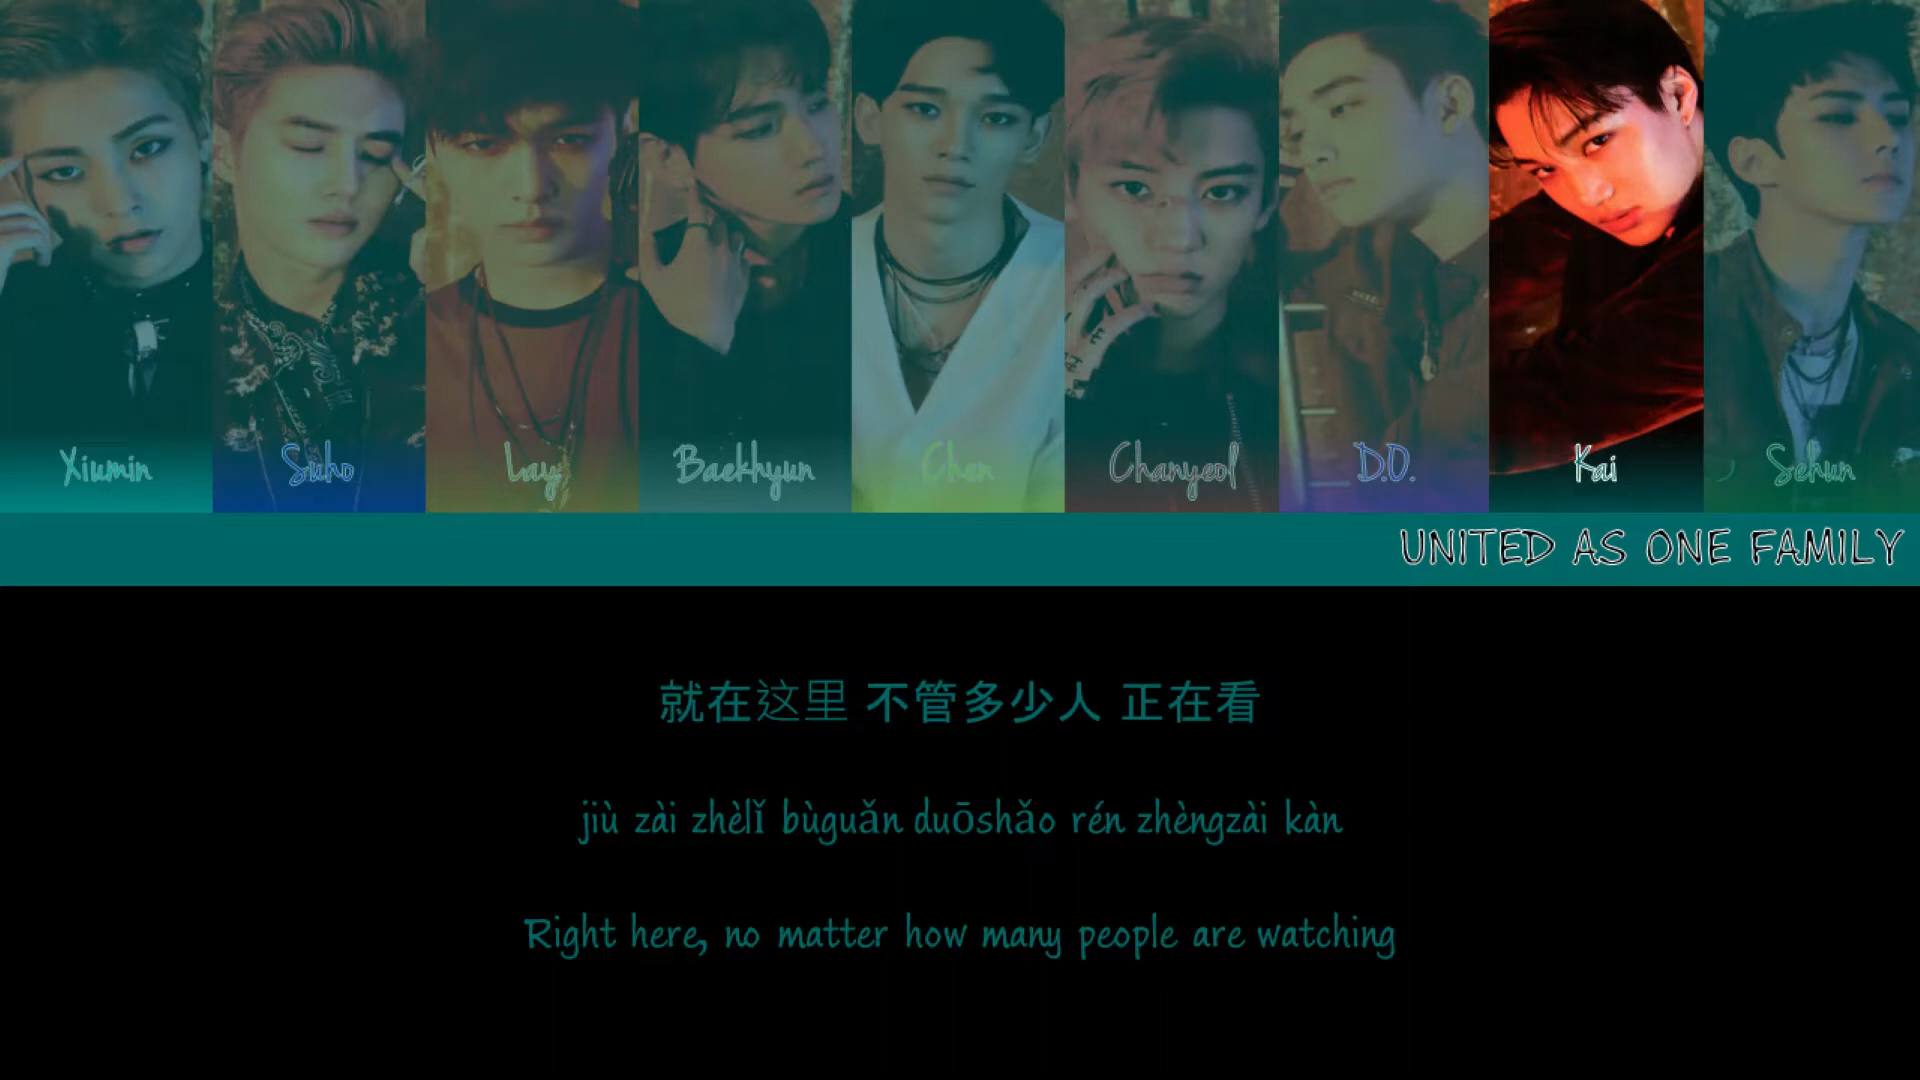 Xiumin Suho Lay Baekhyun Chen Chanyeol D.O. Kai Sehun
UNITED AS ONE FAMILY
就在这里 不管多少人 正在看
jiù zài zhèlǐ bùguǎn duōshǎo rén zhèngzài kàn
Right here, no matter how many people are watching